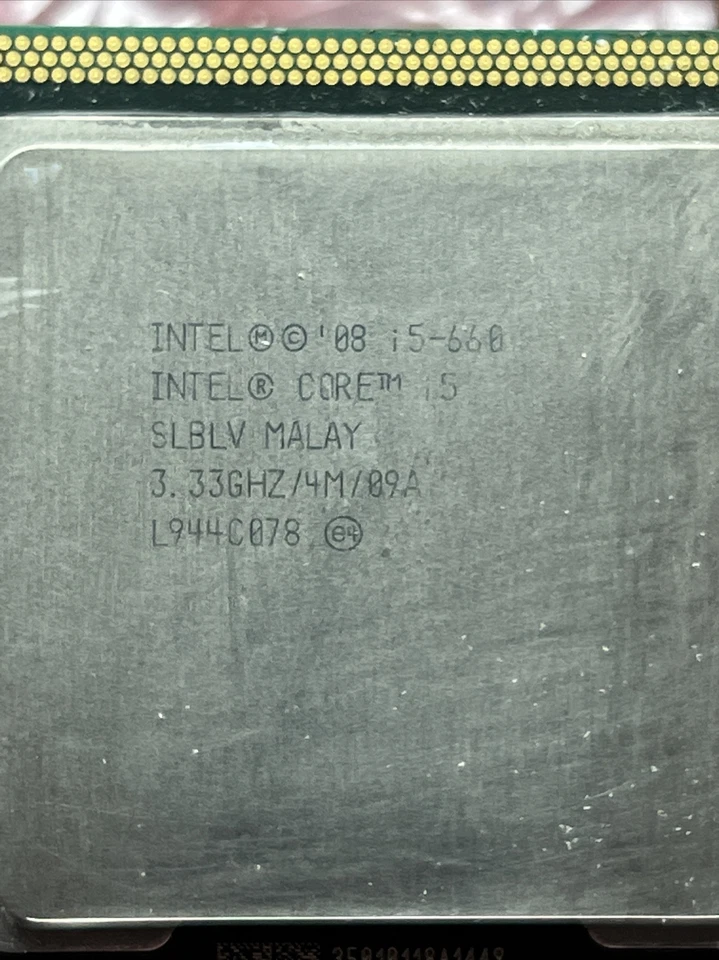 INTEL®©'08 i5-660
INTEL® CORE™ i5
SLBLV MALAY
3.33GHZ/4M/09A
L944C078 e4